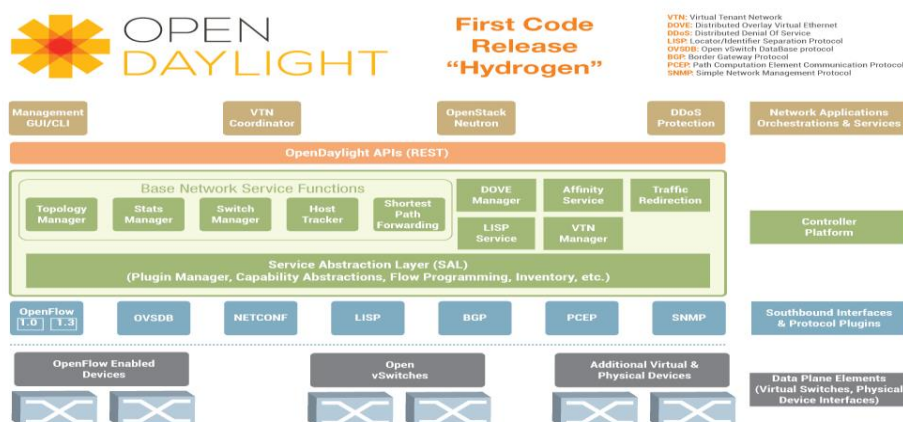 OPEN
DAYLIGHT
First Code
Release
“Hydrogen”
VTN: Virtual Tenant Network
DOVE: Distributed Overlay Virtual Ethernet
DDoS: Distributed Denial Of Service
LISP: Locator/Identifier Separation Protocol
OVSDB: Open vSwitch DataBase protocol
BGP: Border Gateway Protocol
PCEP: Path Computation Element Communication Protocol
SNMP: Simple Network Management Protocol
Management
GUI/CLI
VTN
Coordinator
OpenStack
Neutron
DDoS
Protection
Network Applications
Orchestrations & Services
OpenDaylight APIs (REST)
Base Network Service Functions
Topology
Manager
Stats
Manager
Switch
Manager
Host
Tracker
Shortest
Path
Forwarding
DOVE
Manager
Affinity
Service
Traffic
Redirection
LISP
Service
VTN
Manager
Controller
Platform
Service Abstraction Layer (SAL)
(Plugin Manager, Capability Abstractions, Flow Programming, Inventory, etc.)
OpenFlow
1.0 1.3
OVSDB
NETCONF
LISP
BGP
PCEP
SNMP
Southbound Interfaces
& Protocol Plugins
OpenFlow Enabled
Devices
Open
vSwitches
Additional Virtual &
Physical Devices
Data Plane Elements
(Virtual Switches, Physical
Device Interfaces)